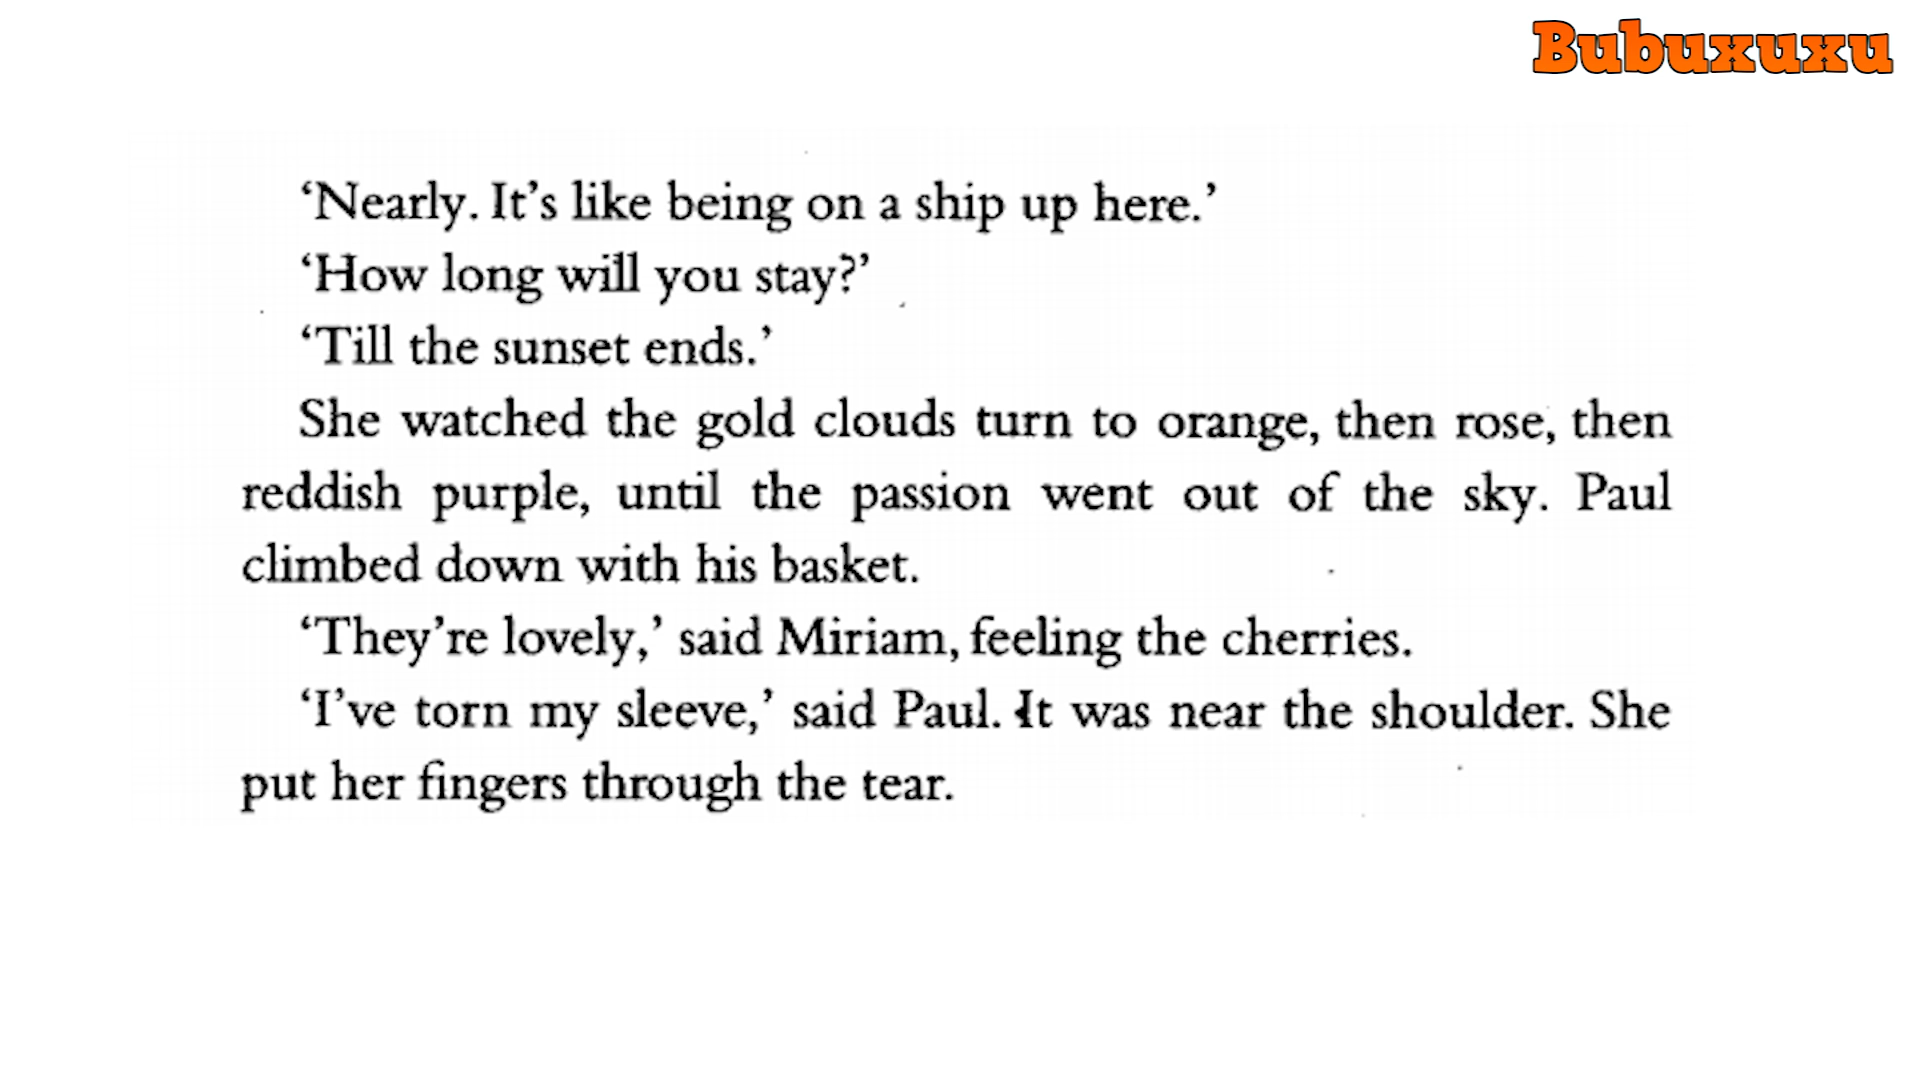 Bubuxuxu
‘Nearly. It’s like being on a ship up here.’
‘How long will you stay?’
‘Till the sunset ends.’
She watched the gold clouds turn to orange, then rose, then
reddish purple, until the passion went out of the sky. Paul
climbed down with his basket.
‘They’re lovely,’ said Miriam, feeling the cherries.
‘I’ve torn my sleeve,’ said Paul. It was near the shoulder. She
put her fingers through the tear.